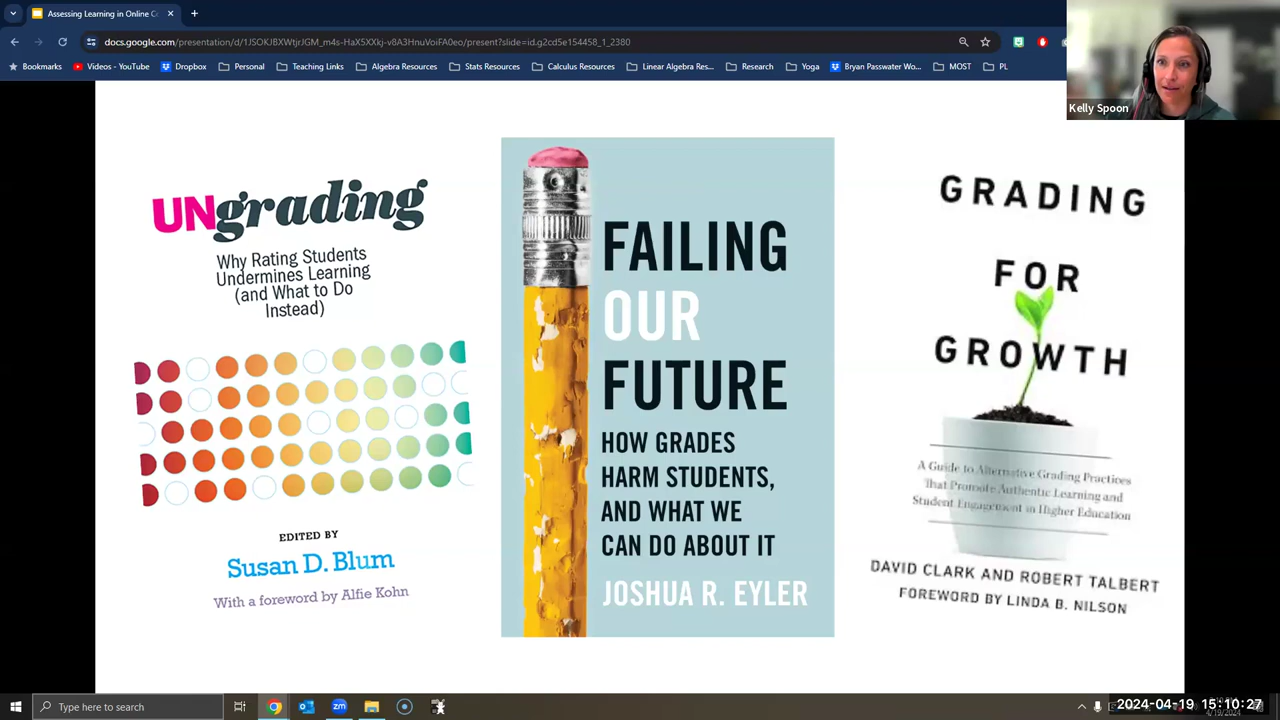 Assessing Learning in Online Co
docs.google.com/presentation/d/1JSOKJBXWtjrJGM_m4s-HaX5OXkj-v8A3HnuVoiFA0eo/present?slide=id.g2cd5e154458_1_2380
Bookmarks
Videos - YouTube
Dropbox
Personal
Teaching Links
Algebra Resources
Stats Resources
Calculus Resources
Linear Algebra Res...
Research
Yoga
Bryan Passwater Wo...
MOST
PL
Kelly Spoon
UNgrading
Why Rating Students
Undermines Learning
(and What to Do
Instead)
EDITED BY
Susan D. Blum
With a foreword by Alfie Kohn
FAILING
OUR
FUTURE
HOW GRADES
HARM STUDENTS,
AND WHAT WE
CAN DO ABOUT IT
JOSHUA R. EYLER
GRADING
FOR
GROWTH
A Guide to Alternative Grading Practices
That Promote Authentic Learning and
Student Engagement in Higher Education
DAVID CLARK AND ROBERT TALBERT
FOREWORD BY LINDA B. NILSON
Type here to search
2024-04-19 15:10:27